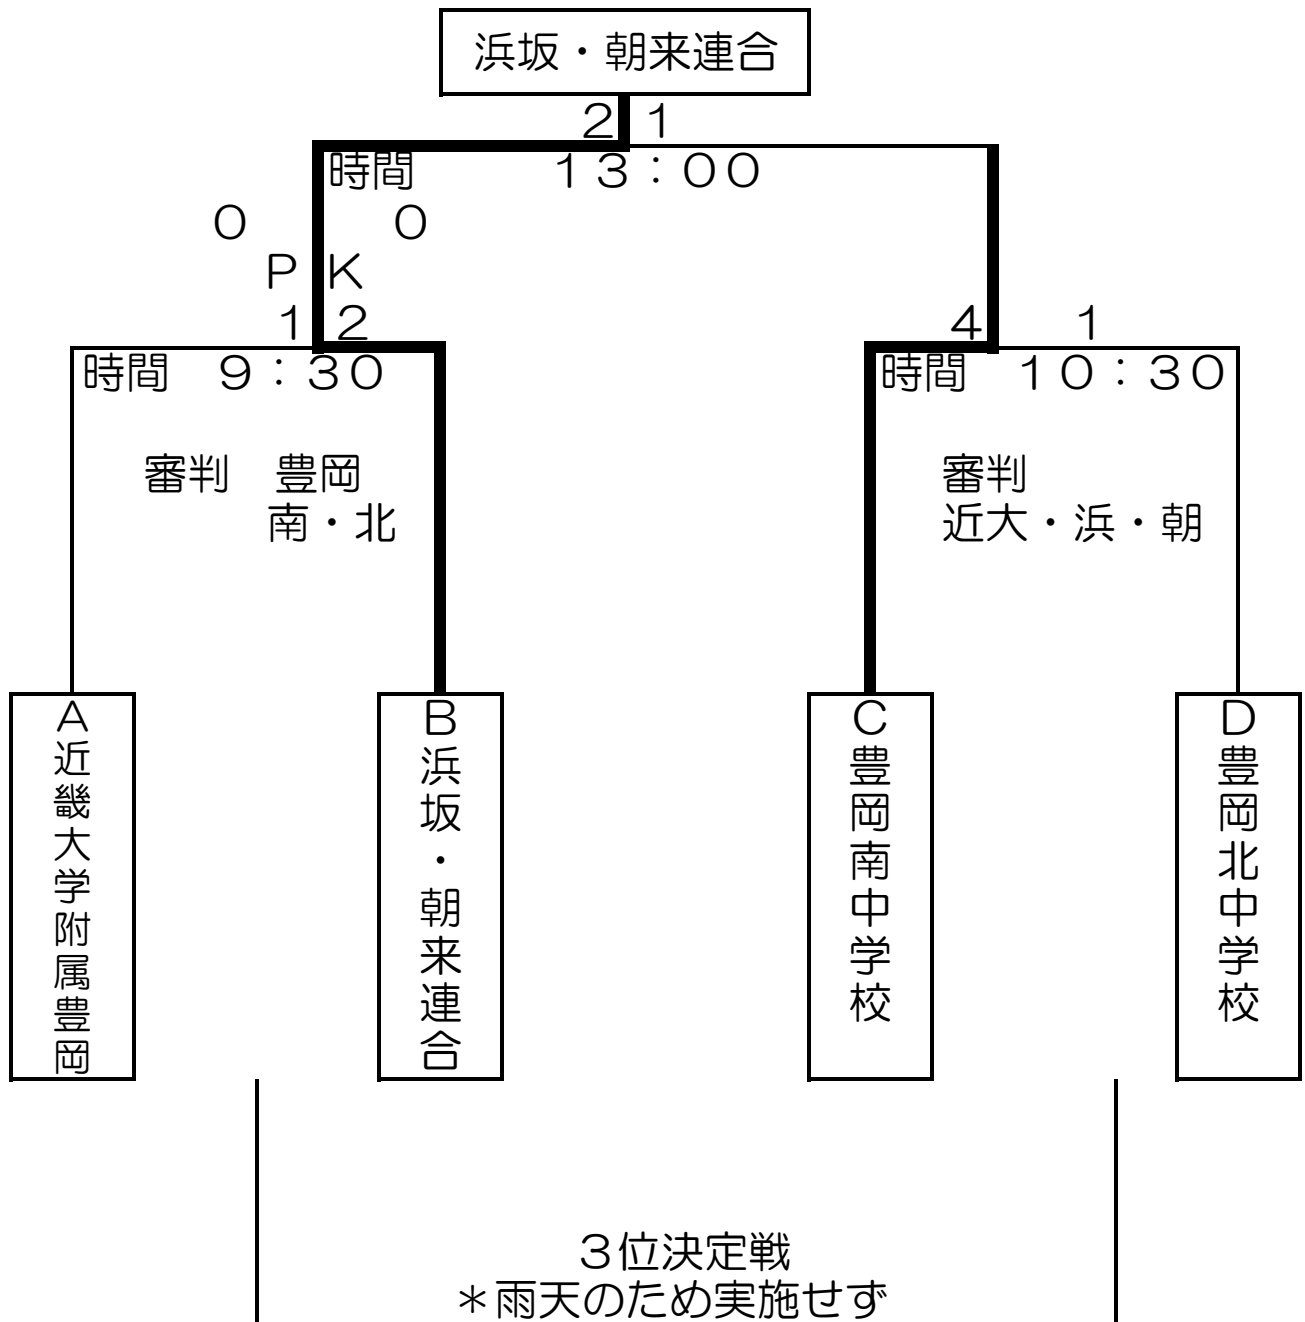 浜坂・朝来連合
２ １
時間　１３：００
０　０
ＰＫ
１ ２
４　１
時間　９：３０
時間　１０：３０
審判　豊岡
南・北
審判
近大・浜・朝
Ａ近畿大学附属豊岡
Ｂ浜坂・朝来連合
Ｃ豊岡南中学校
Ｄ豊岡北中学校
３位決定戦
＊雨天のため実施せず